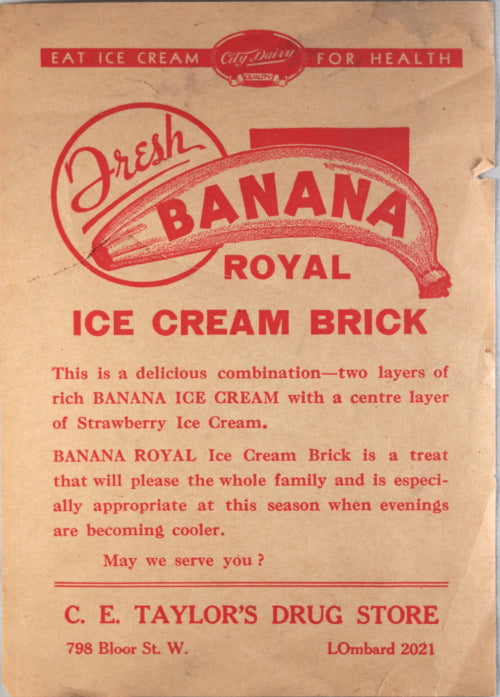 EAT ICE CREAM City Dairy FOR HEALTH
QUALITY
Fresh
BANANA
ROYAL
ICE CREAM BRICK
This is a delicious combination—two layers of
rich BANANA ICE CREAM with a centre layer
of Strawberry Ice Cream.
BANANA ROYAL Ice Cream Brick is a treat
that will please the whole family and is especi-
ally appropriate at this season when evenings
are becoming cooler.
May we serve you?
C. E. TAYLOR'S DRUG STORE
798 Bloor St. W. LOmbard 2021